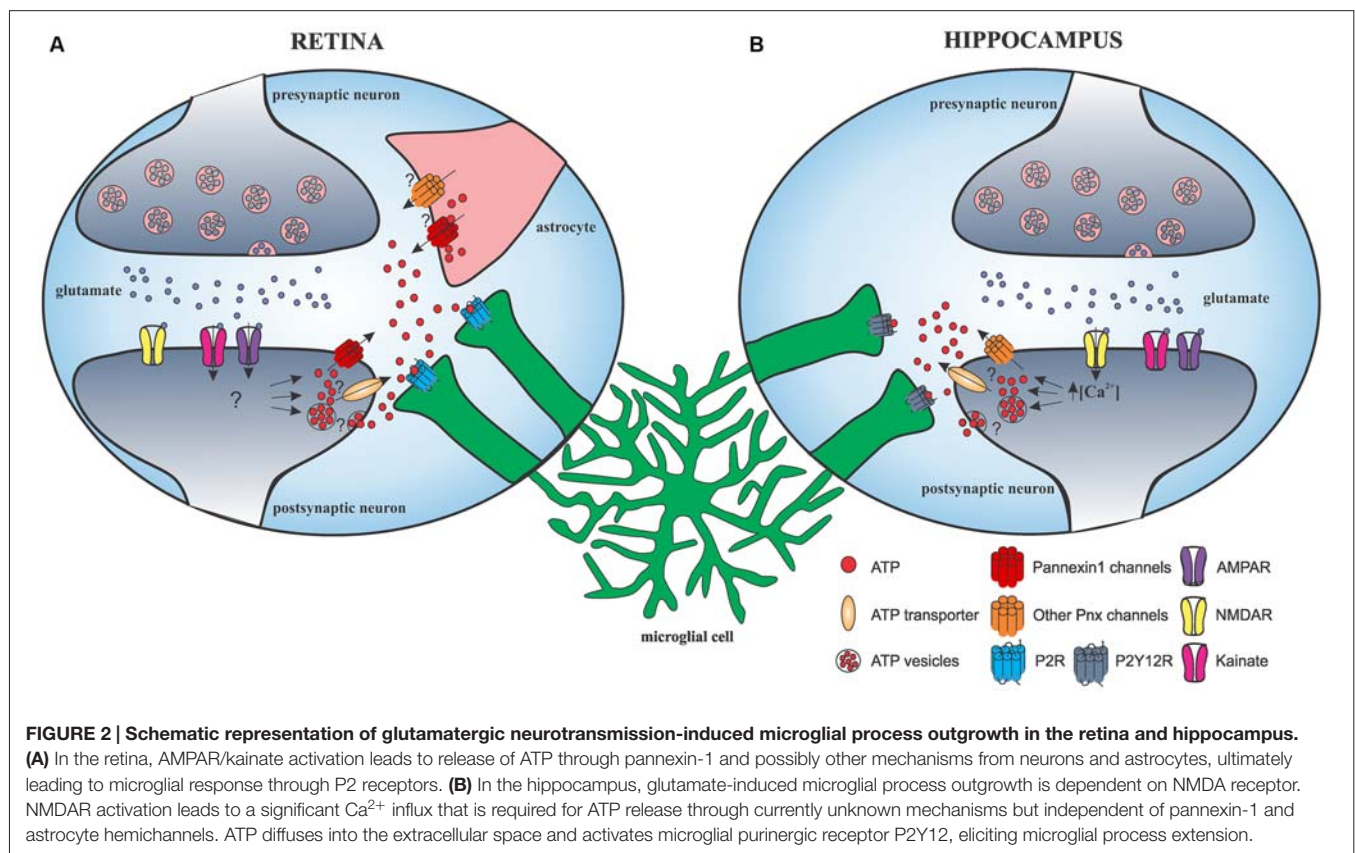 A
RETINA
B
HIPPOCAMPUS
presynaptic neuron
?
?
astrocyte
glutamate
?
?
?
postsynaptic neuron
presynaptic neuron
glutamate
?
[Ca²⁺]
?
postsynaptic neuron
microglial cell
ATP
Pannexin1 channels
AMPAR
ATP transporter
Other Pnx channels
NMDAR
ATP vesicles
P2R
P2Y12R
Kainate
FIGURE 2 | Schematic representation of glutamatergic neurotransmission-induced microglial process outgrowth in the retina and hippocampus.
(A) In the retina, AMPAR/kainate activation leads to release of ATP through pannexin-1 and possibly other mechanisms from neurons and astrocytes, ultimately
leading to microglial response through P2 receptors. (B) In the hippocampus, glutamate-induced microglial process outgrowth is dependent on NMDA receptor.
NMDAR activation leads to a significant Ca²⁺ influx that is required for ATP release through currently unknown mechanisms but independent of pannexin-1 and
astrocyte hemichannels. ATP diffuses into the extracellular space and activates microglial purinergic receptor P2Y12, eliciting microglial process extension.